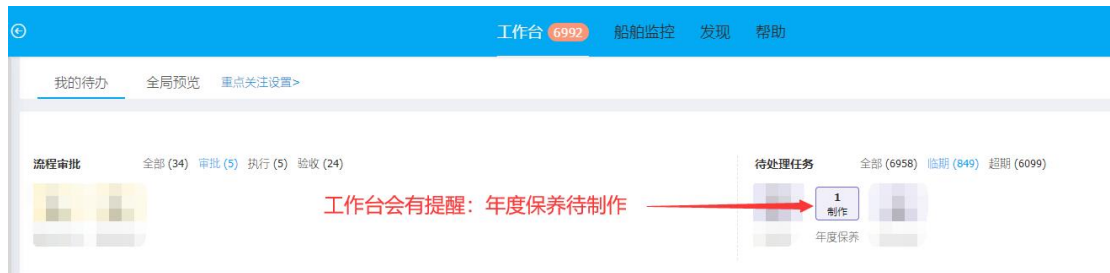 工作台 6992 船舶监控 发现 帮助
我的待办 全局预览 重点关注设置>
流程审批 全部 (34) 审批 (5) 执行 (5) 验收 (24)
待处理任务 全部 (6958) 临期 (849) 超期 (6099)
工作台会有提醒：年度保养待制作
1
制作
年度保养